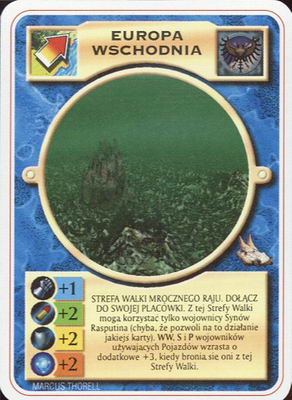 EUROPA
WSCHODNIA
+1
+2
+2
+2
STREFA WALKI MROCZNEGO RAJU. DOŁĄCZ
DO SWOJEJ PLACÓWKI. Z tej Strefy Walki
mogą korzystać tylko wojownicy Synów
Rasputina (chyba, że pozwoli na to działanie
jakiejś karty). WW, S i P wojowników
używających Pojazdów wzrasta o
dodatkowe +3, kiedy bronią się oni z tej
Strefy Walki.
MARCUS THORELL